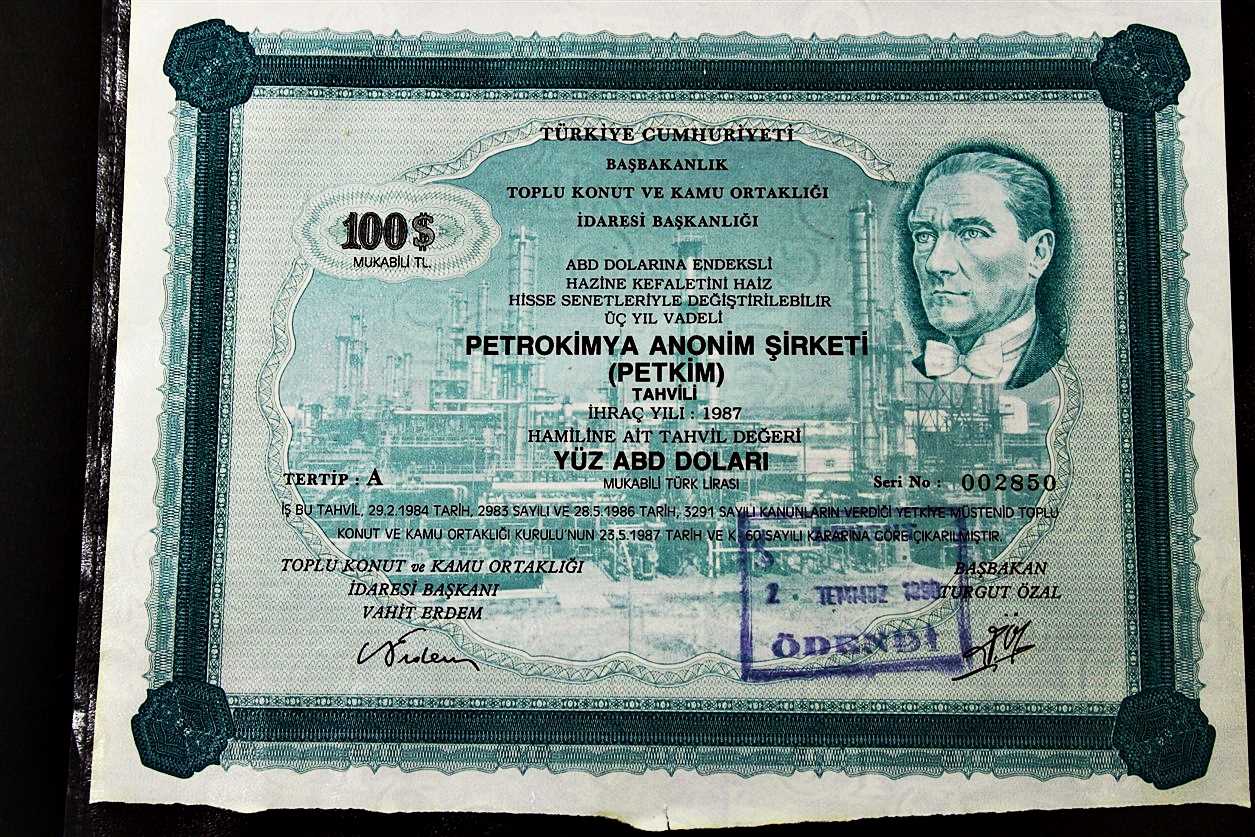 TÜRKİYE CUMHURİYETİ
BAŞBAKANLIK
TOPLU KONUT VE KAMU ORTAKLIĞI
İDARESİ BAŞKANLIĞI
100$
MUKABİLİ TL.
ABD DOLARINA ENDEKSLİ
HAZİNE KEFALETİNİ HAİZ
HİSSE SENETLERİYLE DEĞİŞTİRİLEBİLİR
ÜÇ YIL VADELİ
PETROKİMYA ANONİM ŞİRKETİ
(PETKİM)
TAHVİLİ
İHRAÇ YILI : 1987
HAMİLİNE AİT TAHVİL DEĞERİ
YÜZ ABD DOLARI
MUKABİLİ TÜRK LİRASI
TERTİP : A
Seri No : 002850
İŞ BU TAHVİL, 29.2.1984 TARİH, 2983 SAYILI VE 28.5.1986 TARİH, 3291 SAYILI KANUNLARIN VERDİĞİ YETKİYE MÜSTENİD TOPLU
KONUT VE KAMU ORTAKLIĞI KURULU'NUN 23.5.1987 TARİH VE K- 60 SAYILI KARARINA GÖRE ÇIKARILMIŞTIR.
TOPLU KONUT ve KAMU ORTAKLIĞI
İDARESİ BAŞKANI
VAHİT ERDEM
BAŞBAKAN
TURGUT ÖZAL
2 TEMMUZ 1990
ÖDENDİ